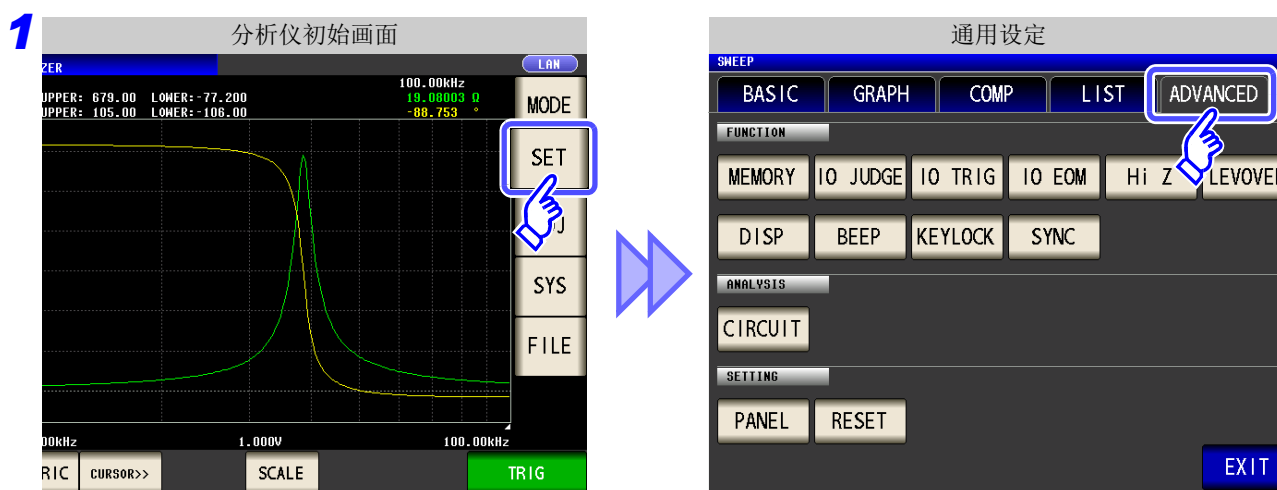 1
分析仪初始画面
ZER
LAN
100.00kHz
UPPER: 679.00 LOWER:-77.200
19.08003 Ω
UPPER: 105.00 LOWER:-106.00
-88.753 °
MODE
SET
SYS
FILE
00kHz
1.000V
100.00kHz
RIC
CURSOR>>
SCALE
TRIG
通用设定
SWEEP
BASIC
GRAPH
COMP
LIST
ADVANCED
FUNCTION
MEMORY
IO JUDGE
IO TRIG
IO EOM
Hi Z
LEVOVER
DISP
BEEP
KEYLOCK
SYNC
ANALYSIS
CIRCUIT
SETTING
PANEL
RESET
EXIT